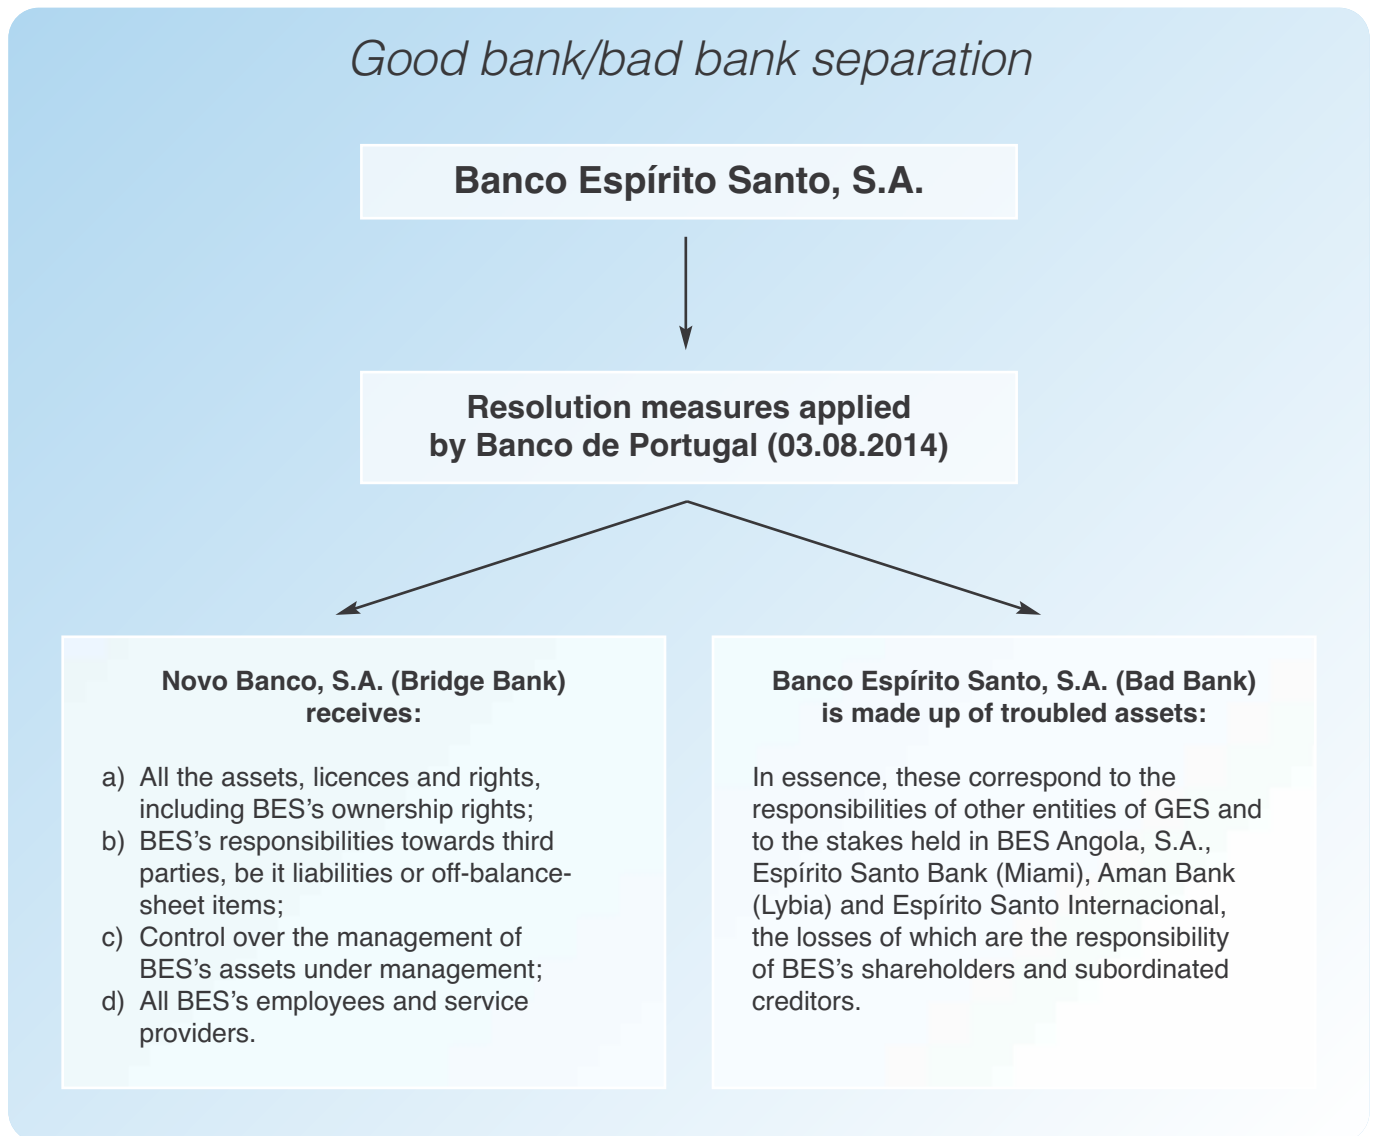 Good bank/bad bank separation
Banco Espírito Santo, S.A.
Resolution measures applied
by Banco de Portugal (03.08.2014)
Novo Banco, S.A. (Bridge Bank)
receives:
a) All the assets, licences and rights,
including BES’s ownership rights;
b) BES’s responsibilities towards third
parties, be it liabilities or off-balance-
sheet items;
c) Control over the management of
BES’s assets under management;
d) All BES’s employees and service
providers.
Banco Espírito Santo, S.A. (Bad Bank)
is made up of troubled assets:
In essence, these correspond to the
responsibilities of other entities of GES and
to the stakes held in BES Angola, S.A.,
Espírito Santo Bank (Miami), Aman Bank
(Lybia) and Espírito Santo Internacional,
the losses of which are the responsibility
of BES’s shareholders and subordinated
creditors.